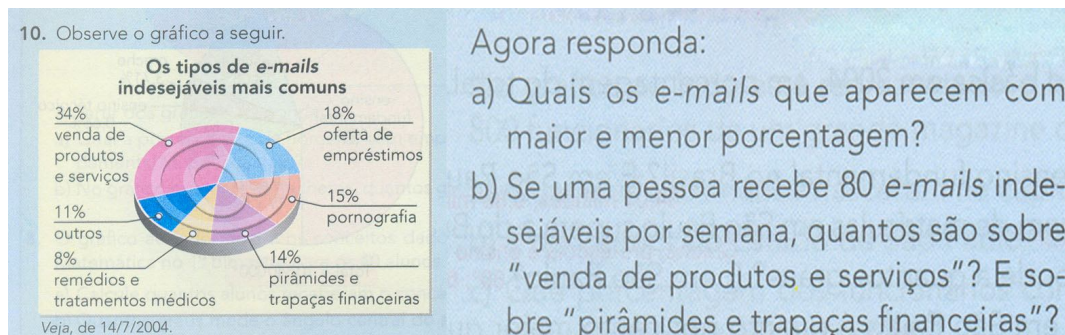 10. Observe o gráfico a seguir.
Os tipos de e-mails
indesejáveis mais comuns
34%
venda de
produtos
e serviços
18%
oferta de
empréstimos
15%
pornografia
11%
outros
8%
remédios e
tratamentos médicos
14%
pirâmides e
trapaças financeiras
Veja, de 14/7/2004.
Agora responda:
a) Quais os e-mails que aparecem com
maior e menor porcentagem?
b) Se uma pessoa recebe 80 e-mails inde-
sejáveis por semana, quantos são sobre
"venda de produtos e serviços"? E so-
bre "pirâmides e trapaças financeiras"?